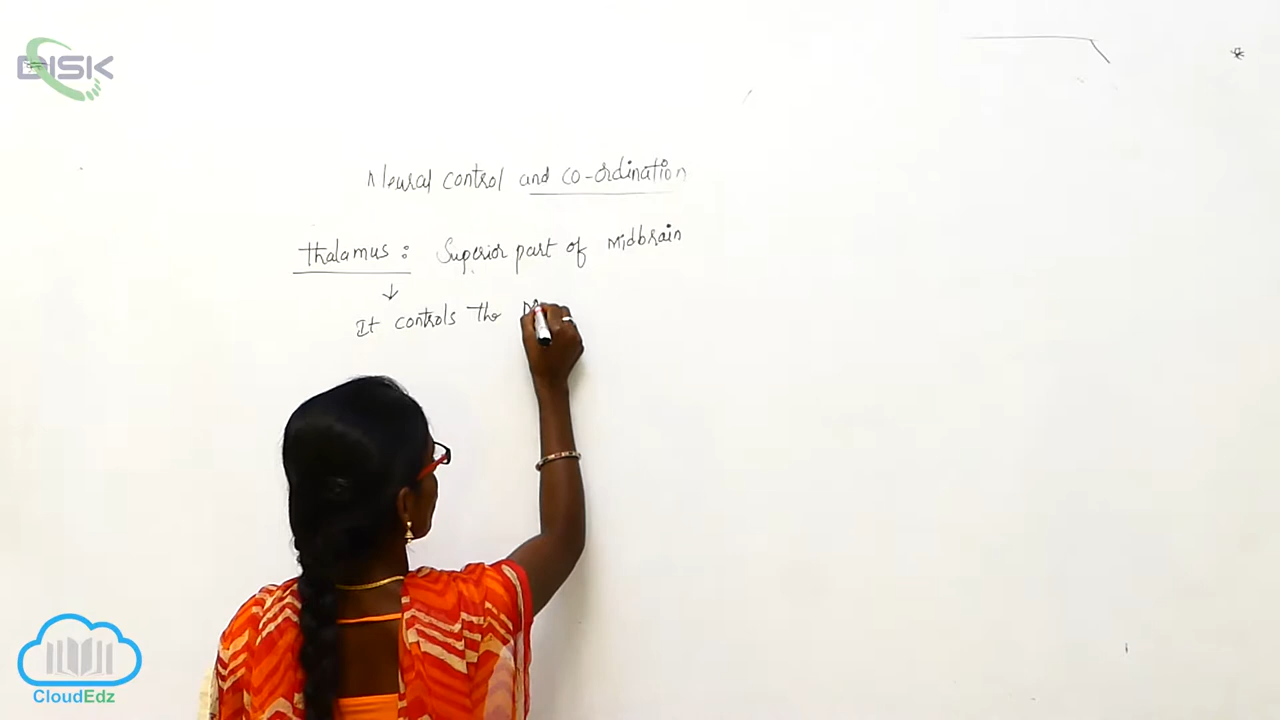 DISK
Neural control and co-ordination
Thalamus : Superior part of Midbrain
↓
It controls the
CloudEdz